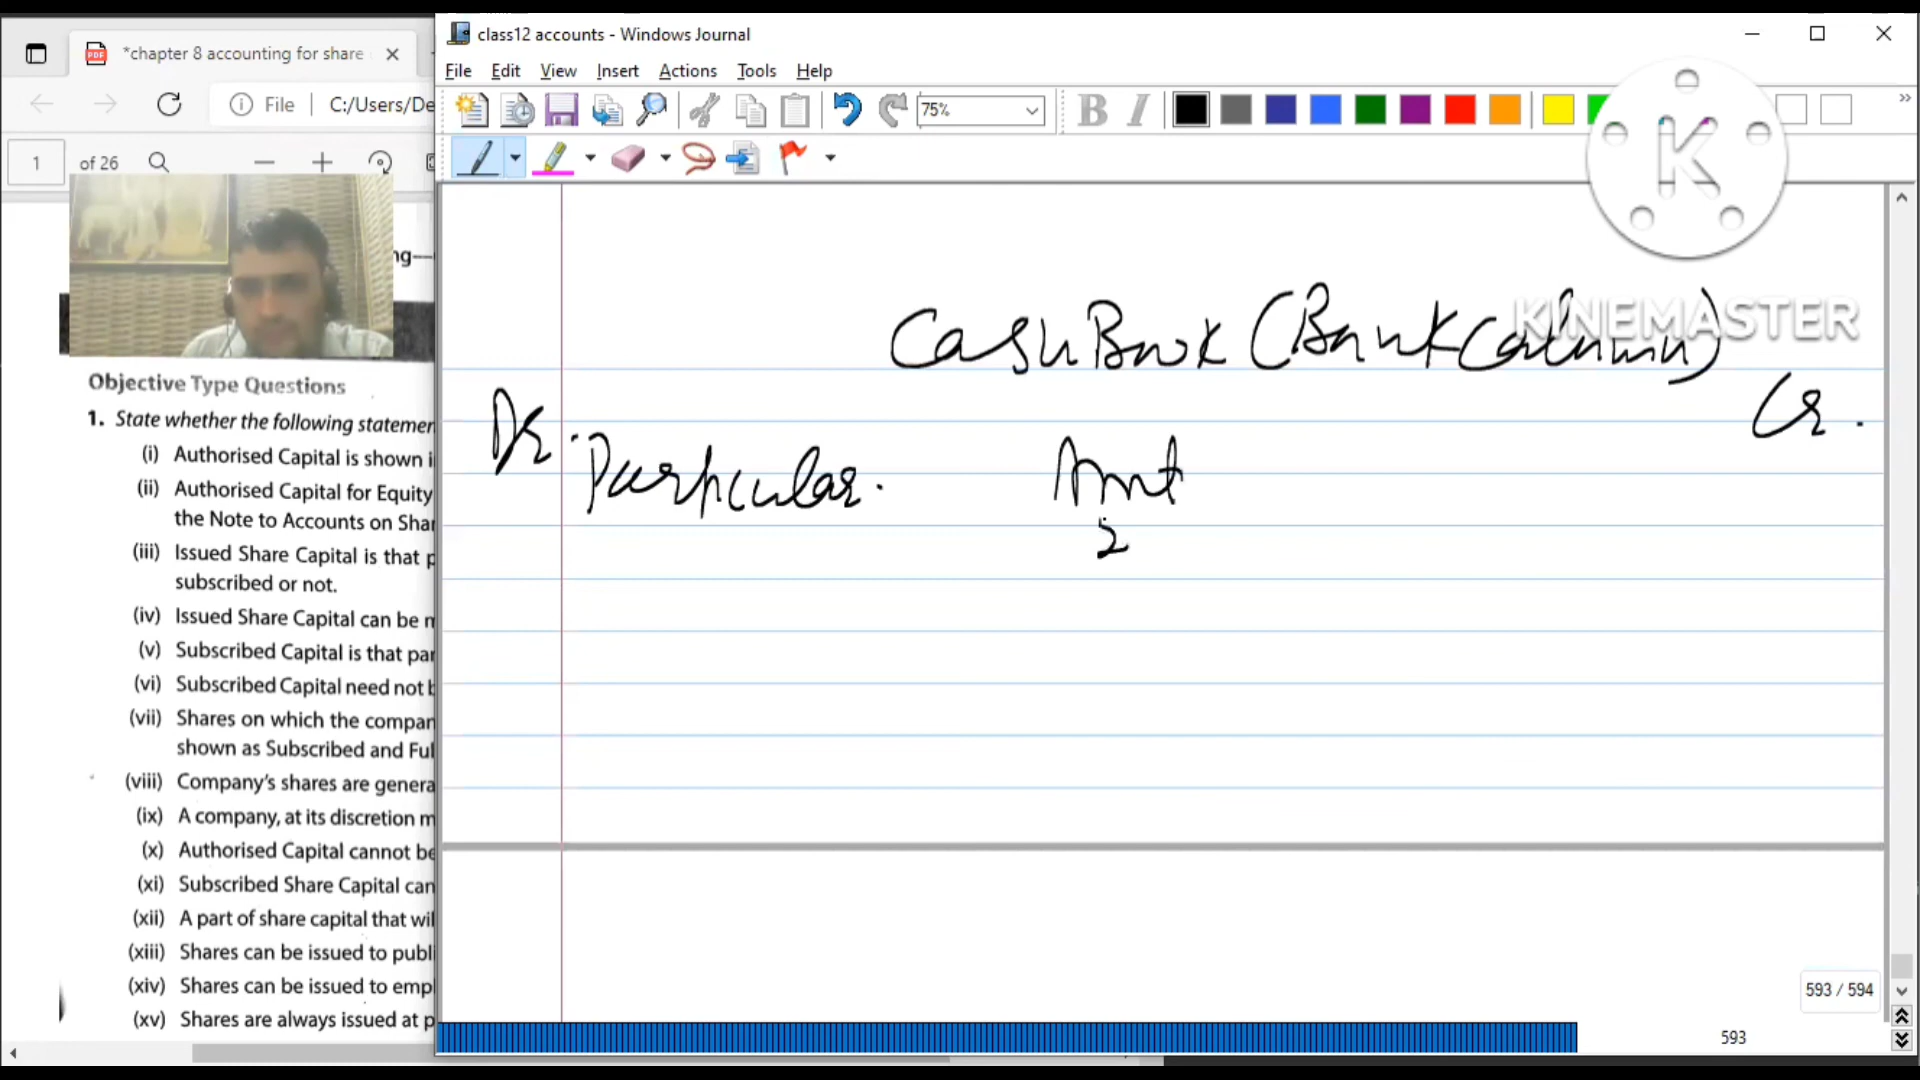 *chapter 8 accounting for share
File
C:/Users/De
1
of 26
ng—
Objective Type Questions
1. State whether the following statemen
(i) Authorised Capital is shown i
(ii) Authorised Capital for Equity
the Note to Accounts on Shar
(iii) Issued Share Capital is that p
subscribed or not.
(iv) Issued Share Capital can be n
(v) Subscribed Capital is that par
(vi) Subscribed Capital need not b
(vii) Shares on which the compan
shown as Subscribed and Ful
(viii) Company's shares are genera
(ix) A company, at its discretion m
(x) Authorised Capital cannot be
(xi) Subscribed Share Capital can
(xii) A part of share capital that wil
(xiii) Shares can be issued to publi
(xiv) Shares can be issued to empl
(xv) Shares are always issued at p
class12 accounts - Windows Journal
File Edit View Insert Actions Tools Help
75%
B I
K
KINEMASTER
Cash Book (Bank Column)
Dr. Cr.
Particular. Amt
593 / 594
593